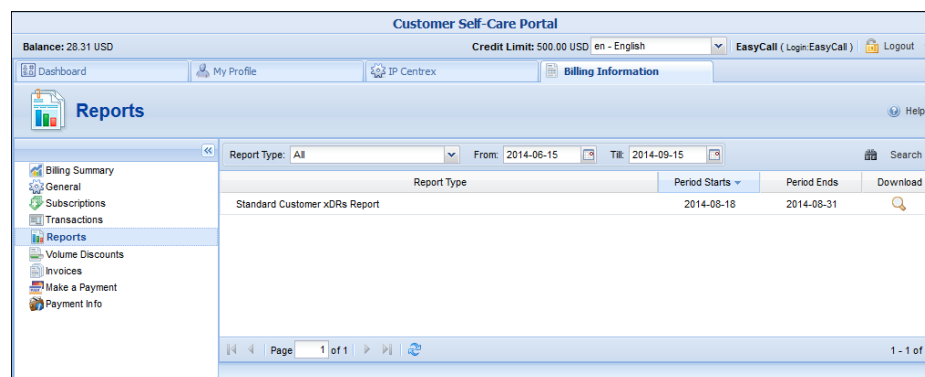 Customer Self-Care Portal
Balance: 28.31 USD Credit Limit: 500.00 USD en - English EasyCall ( Login:EasyCall ) Logout
Dashboard My Profile IP Centrex Billing Information
Reports Help
Report Type: All From: 2014-06-15 Till: 2014-09-15 Search
Report Type Period Starts Period Ends Download
Standard Customer xDRs Report 2014-08-18 2014-08-31
Billing Summary
General
Subscriptions
Transactions
Reports
Volume Discounts
Invoices
Make a Payment
Payment Info
Page 1 of 1 1 - 1 of